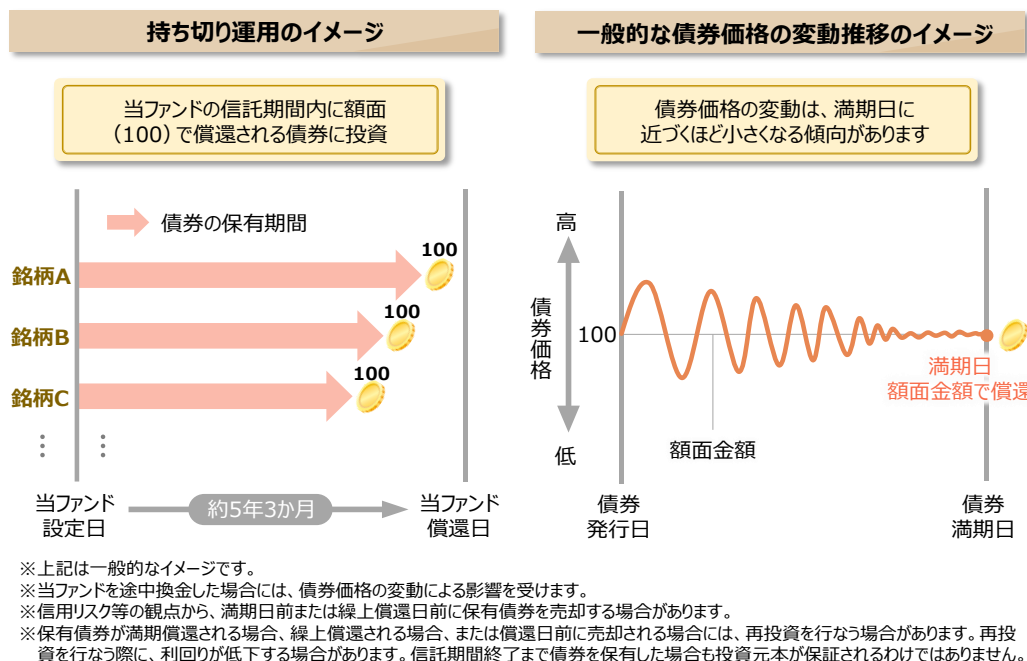 持ち切り運用のイメージ
当ファンドの信託期間内に額面
（100）で償還される債券に投資
債券の保有期間
銘柄A
100
銘柄B
100
銘柄C
100
⋮
⋮
当ファンド
設定日
約5年3か月
当ファンド
償還日
一般的な債券価格の変動推移のイメージ
債券価格の変動は、満期日に
近づくほど小さくなる傾向があります
高
債券価格
100
低
額面金額
満期日
額面金額で償還
債券
発行日
債券
満期日
※上記は一般的なイメージです。
※当ファンドを途中換金した場合には、債券価格の変動による影響を受けます。
※信用リスク等の観点から、満期日前または繰上償還日前に保有債券を売却する場合があります。
※保有債券が満期償還される場合、繰上償還される場合、または償還日前に売却される場合には、再投資を行なう場合があります。再投
資を行なう際に、利回りが低下する場合があります。信託期間終了まで債券を保有した場合も投資元本が保証されるわけではありません。